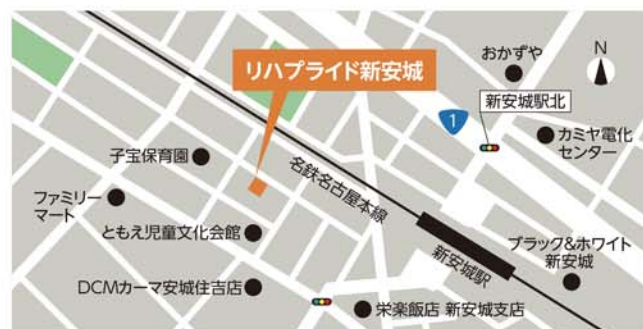 おかずや
N
リハプライド新安城
新安城駅北
1
カミヤ電化
センター
子宝保育園
名鉄名古屋本線
ファミリー
マート
ともえ児童文化会館
新安城駅
ブラック&ホワイト
新安城
DCMカーマ安城住吉店
栄楽飯店 新安城支店